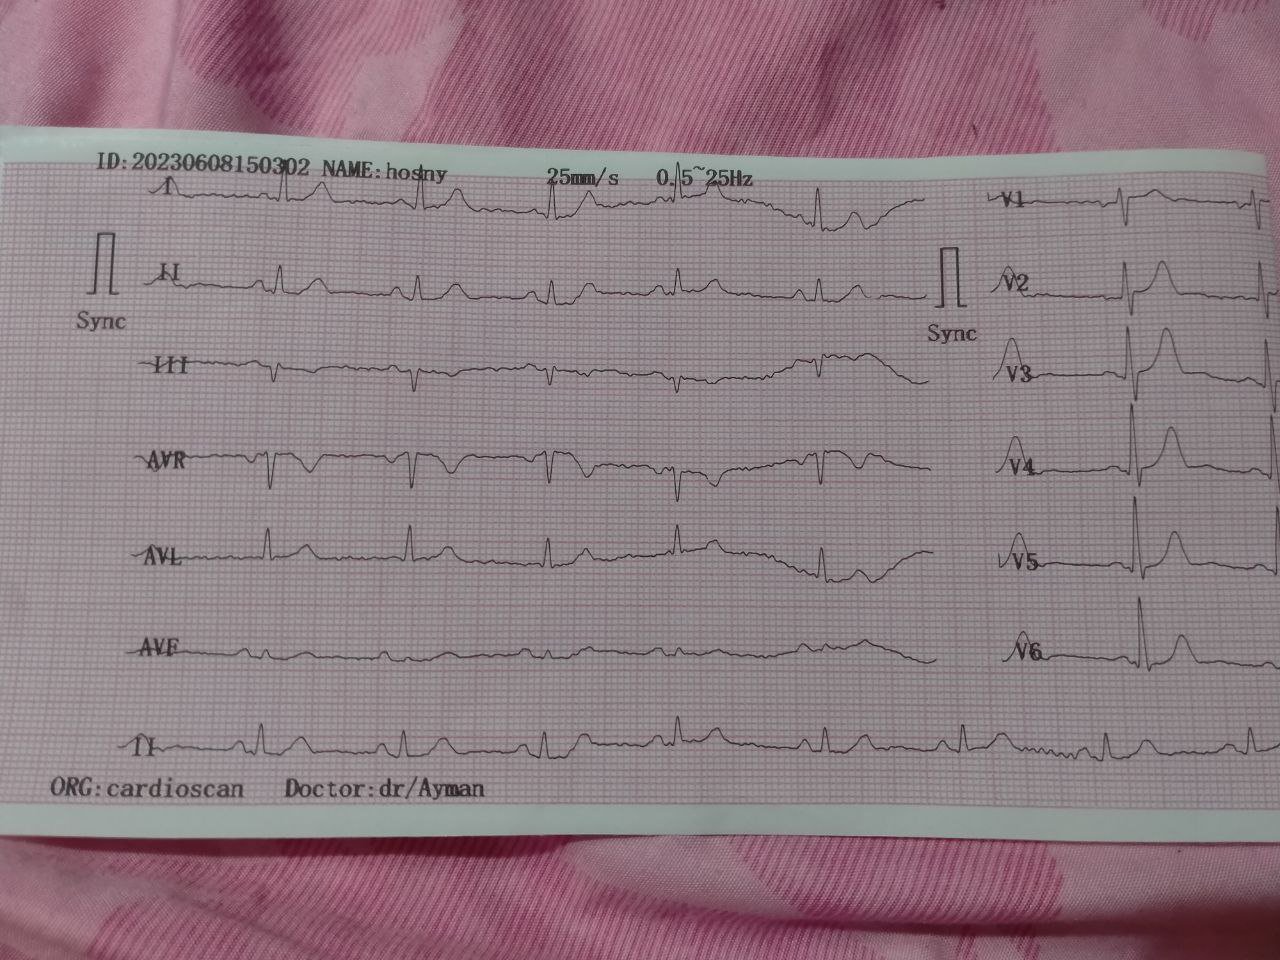 ID:20230608150302 NAME:hosny 25mm/s 0.5~25Hz
I V1
II V2
Sync Sync
III V3
AVR V4
AVL V5
AVF V6
II
ORG:cardioscan Doctor:dr/Ayman